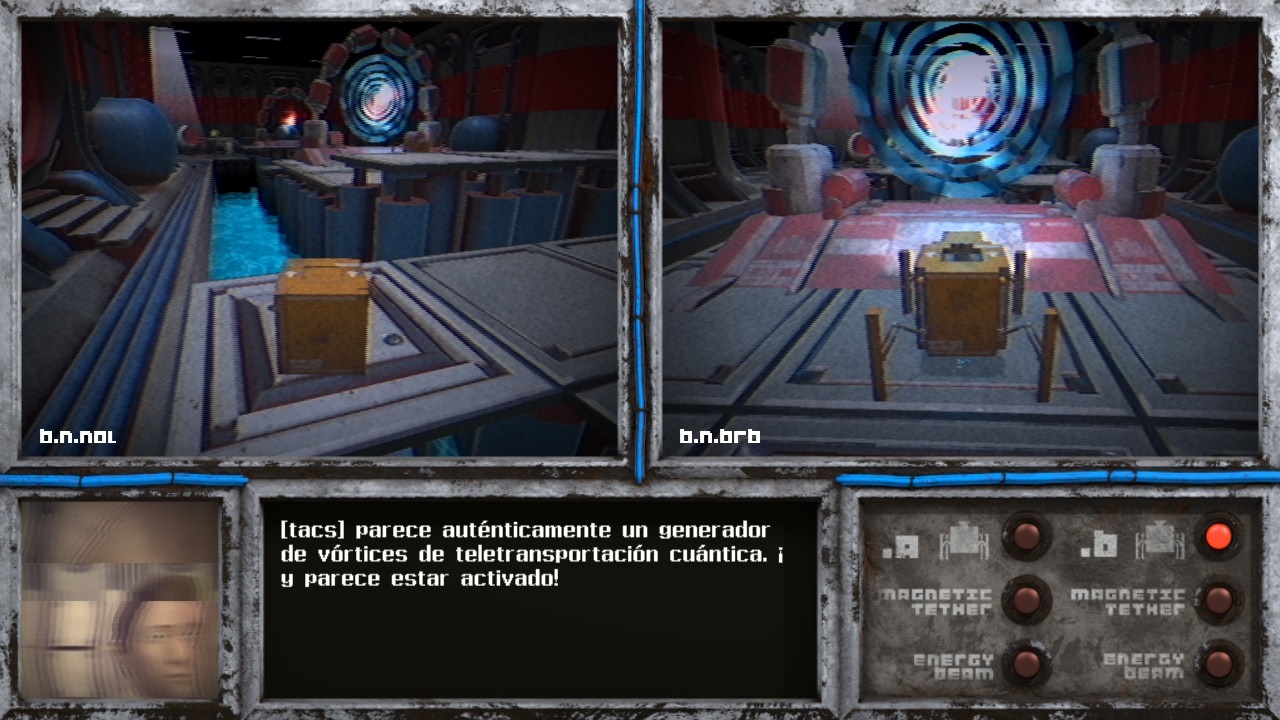 b.n.nol
b.n.brb
[tacs] parece auténticamente un generador
de vórtices de teletransportación cuántica. ¡
y parece estar activado!
.a
.b
MAGNETIC
TETHER
MAGNETIC
TETHER
ENERGY
BEAM
ENERGY
BEAM